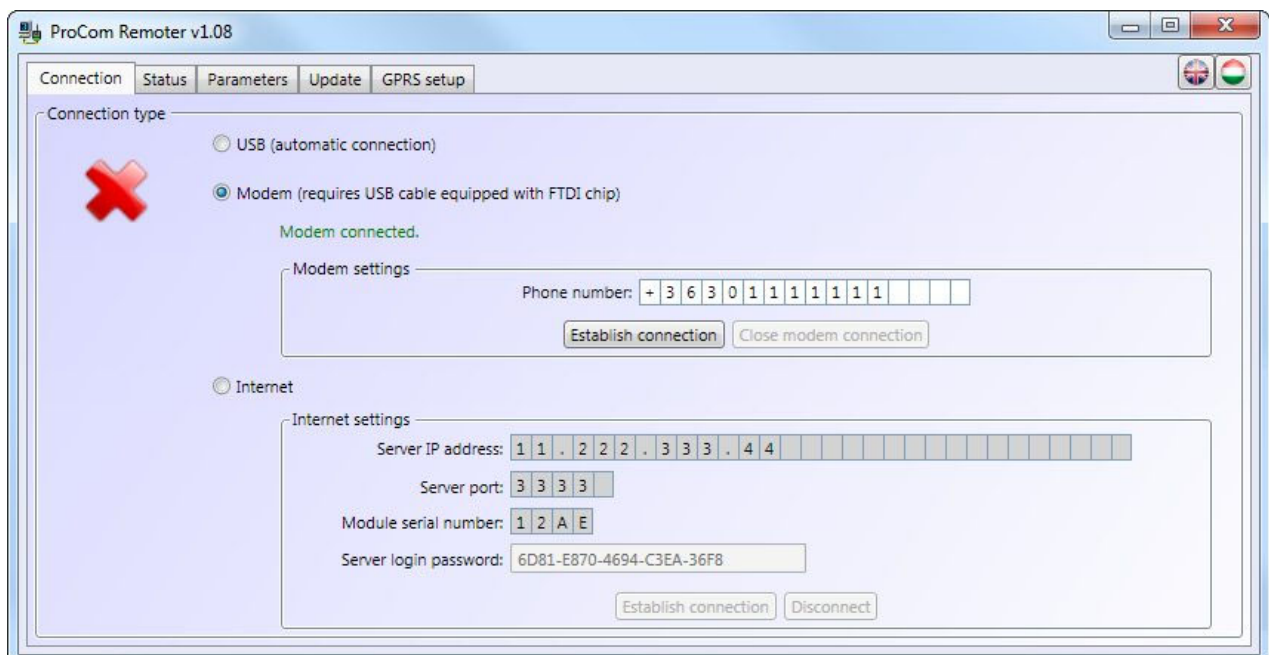 ProCom Remoter v1.08
Connection Status Parameters Update GPRS setup
Connection type
USB (automatic connection)
Modem (requires USB cable equipped with FTDI chip)
Modem connected.
Modem settings
Phone number: +36301111111
Establish connection Close modem connection
Internet
Internet settings
Server IP address: 11.222.333.44
Server port: 3333
Module serial number: 12AE
Server login password: 6D81-E870-4694-C3EA-36F8
Establish connection Disconnect